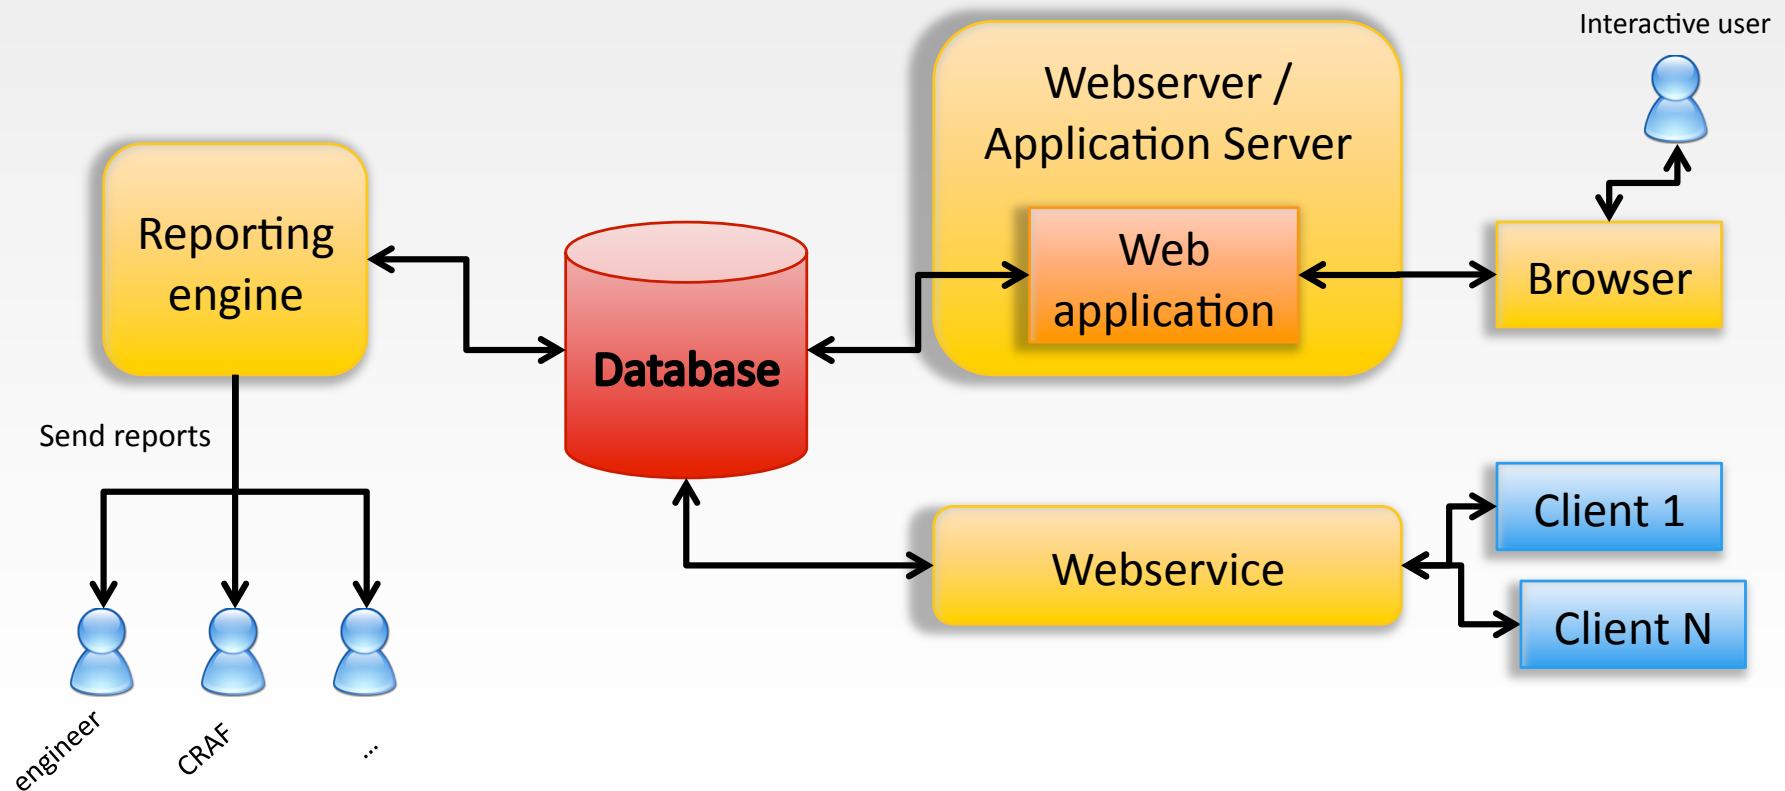 Interactive user
Webserver /
Application Server
Reporting
engine
Web
application
Browser
Database
Send reports
Client 1
Webservice
Client N
engineer
CRAF
...